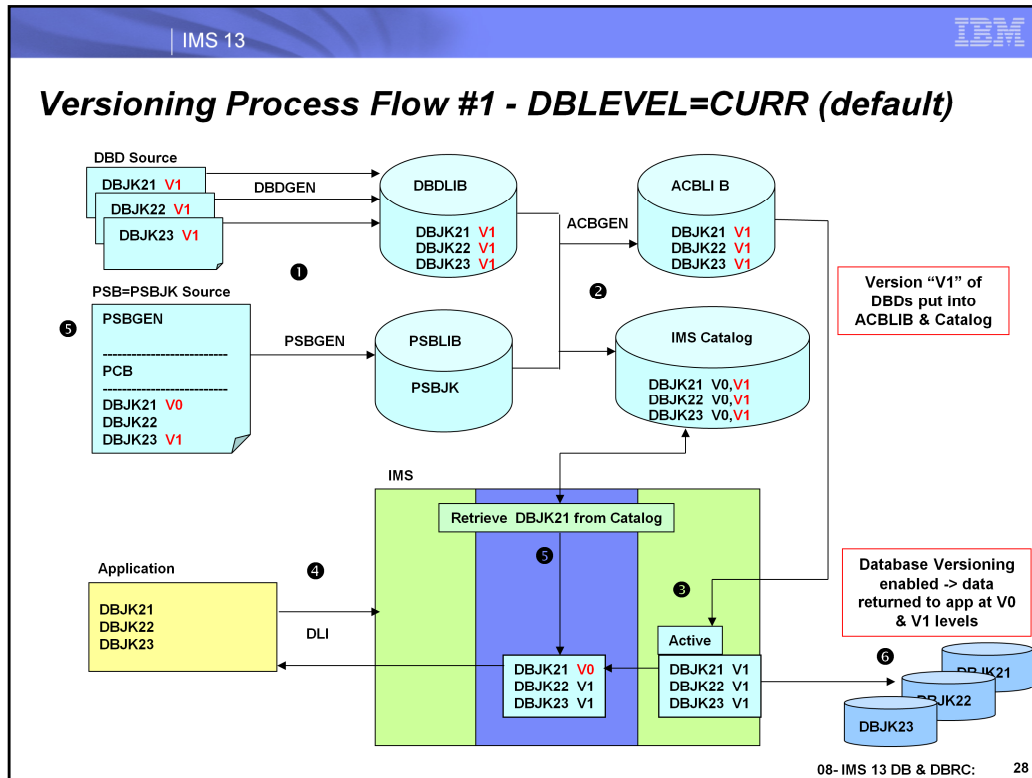 IMS 13
IBM
Versioning Process Flow #1 - DBLEVEL=CURR (default)
DBD Source
DBJK21 V1
DBJK22 V1
DBJK23 V1
DBDGEN
DBDLIB
DBJK21 V1
DBJK22 V1
DBJK23 V1
ACBGEN
ACBLI B
DBJK21 V1
DBJK22 V1
DBJK23 V1
❶
❷
Version “V1” of
DBDs put into
ACBLIB & Catalog
PSB=PSBJK Source
❺
PSBGEN
---------------------------
PCB
---------------------------
DBJK21 V0
DBJK22
DBJK23 V1
PSBGEN
PSBLIB
PSBJK
IMS Catalog
DBJK21 V0,V1
DBJK22 V0,V1
DBJK23 V0,V1
IMS
Retrieve DBJK21 from Catalog
❺
❸
❹
Application
DBJK21
DBJK22
DBJK23
DLI
Active
DBJK21 V0
DBJK22 V1
DBJK23 V1
DBJK21 V1
DBJK22 V1
DBJK23 V1
Database Versioning
enabled -> data
returned to app at V0
& V1 levels
❻
DBJK21
DBJK22
DBJK23
08- IMS 13 DB & DBRC: 28